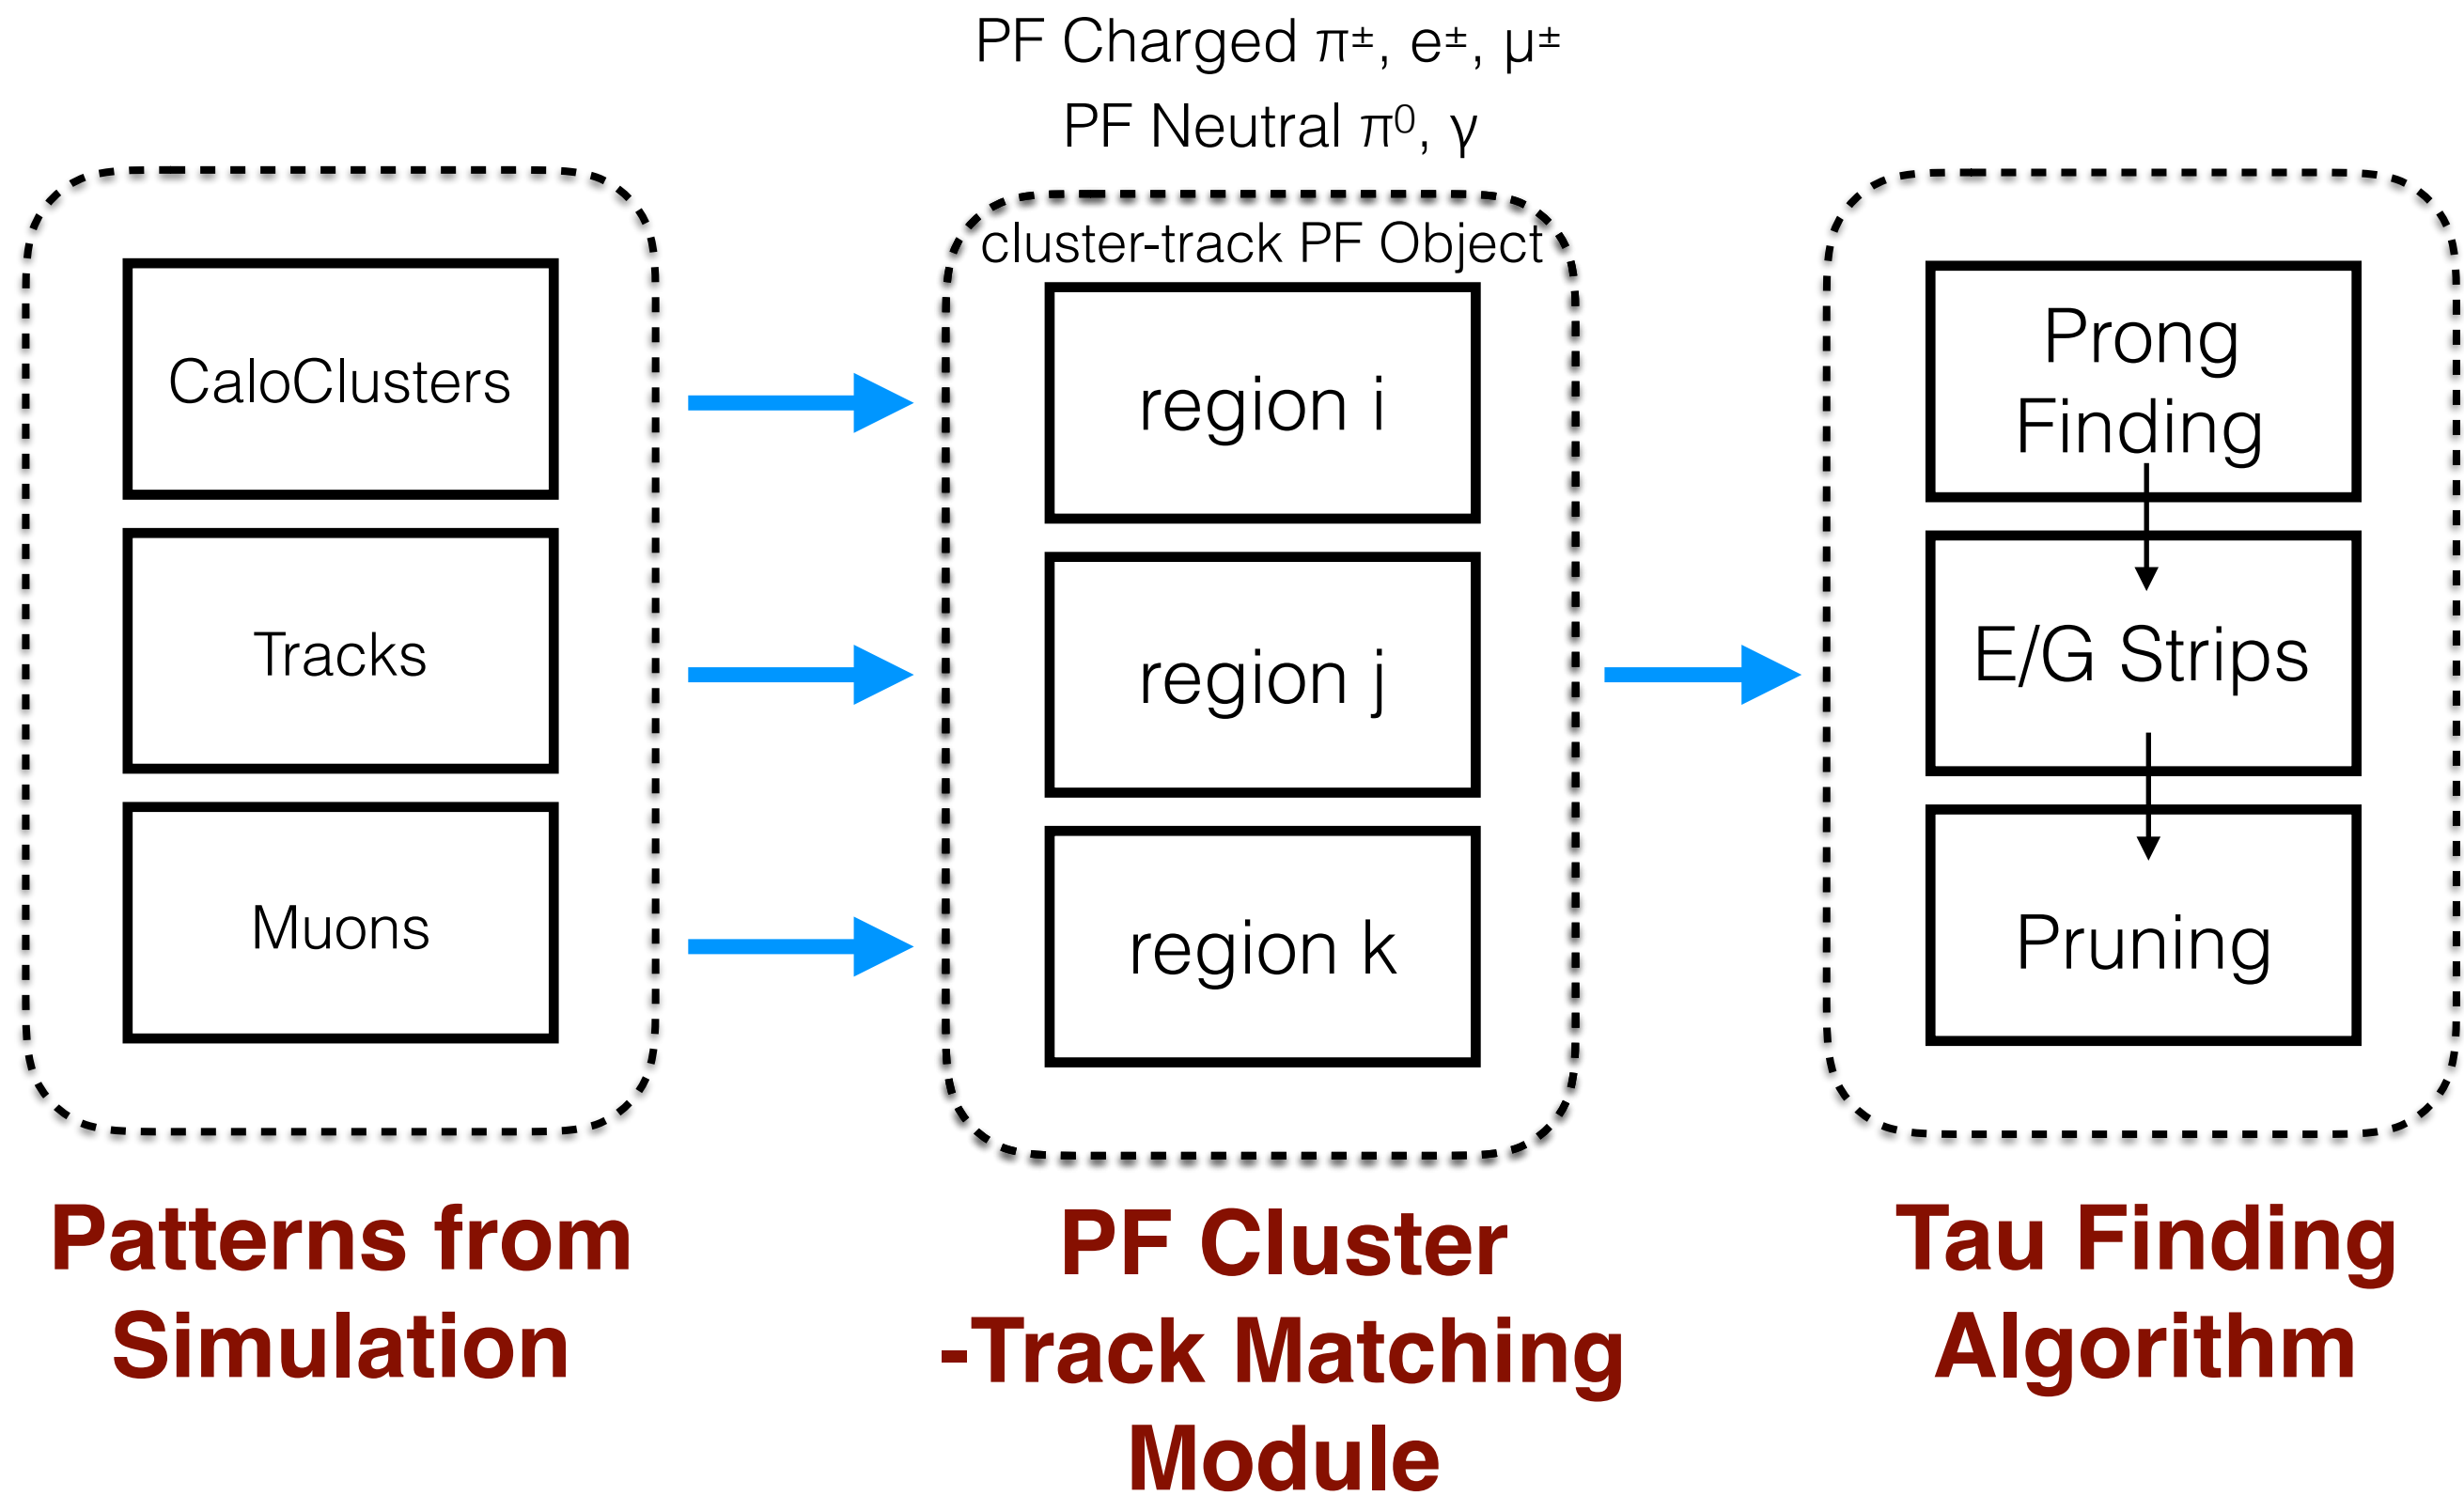 PF Charged π±, e±, μ±
PF Neutral π⁰, γ
cluster-track PF Object
CaloClusters
Tracks
Muons
region i
region j
region k
Prong
Finding
E/G Strips
Pruning
Patterns from
Simulation
PF Cluster
-Track Matching
Module
Tau Finding
Algorithm